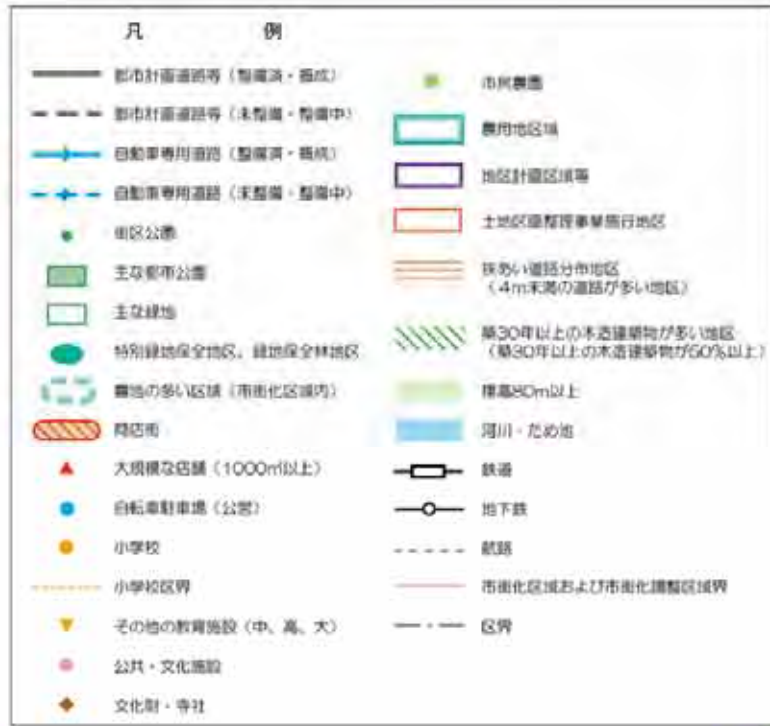 凡例
都市計画道路等（整備済・概成）
都市計画道路等（未整備・整備中）
自動車専用道路（整備済・概成）
自動車専用道路（未整備・整備中）
街区公園
主な都市公園
主な緑地
特別緑地保全地区、緑地保全林地区
農地の多い区域（市街化区域内）
商店街
大規模な店舗（1000㎡以上）
自転車駐車場（公営）
小学校
小学校区界
その他の教育施設（中、高、大）
公共・文化施設
文化財・寺社
市民農園
農用地区域
地区計画区域等
土地区画整理事業施行地区
狭あい道路分布地区
（4m未満の道路が多い地区）
築30年以上の木造建築物が多い地区
（築30年以上の木造建築物が50%以上）
標高80m以上
河川・ため池
鉄道
地下鉄
航路
市街化区域および市街化調整区域界
区界